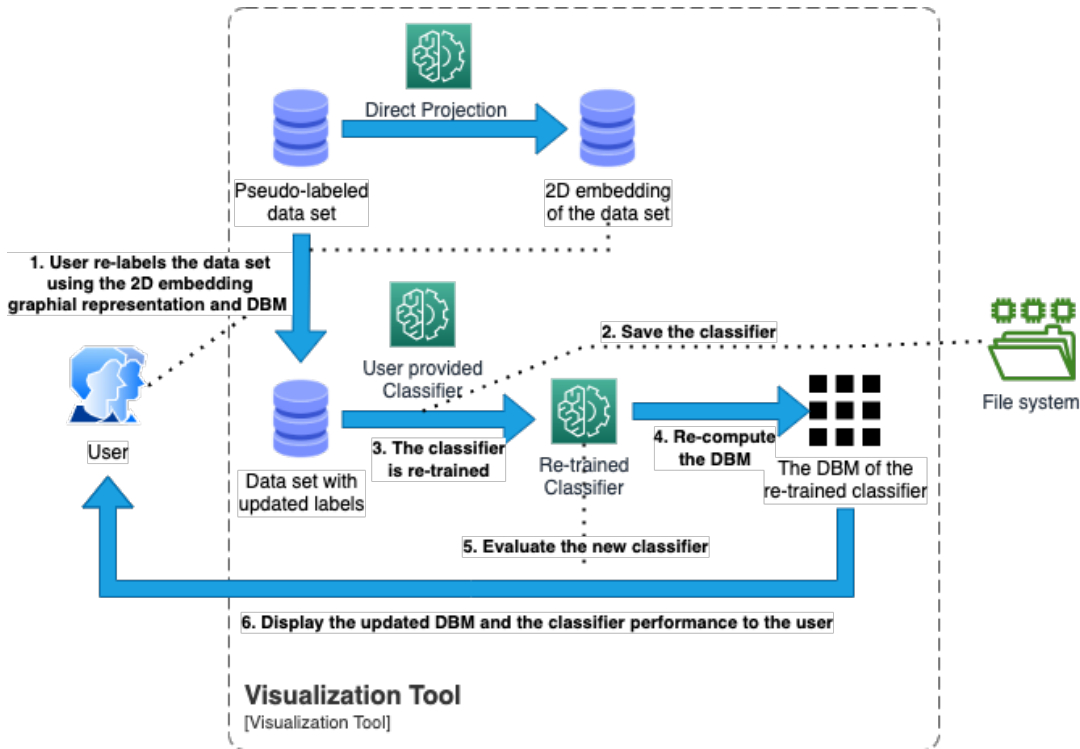 Direct Projection
Pseudo-labeled
data set
2D embedding
of the data set
1. User re-labels the data set
using the 2D embedding
graphial representation and DBM
2. Save the classifier
User provided
Classifier
File system
User
3. The classifier
is re-trained
4. Re-compute
the DBM
Data set with
updated labels
Re-trained
Classifier
The DBM of the
re-trained classifier
5. Evaluate the new classifier
6. Display the updated DBM and the classifier performance to the user
Visualization Tool
[Visualization Tool]